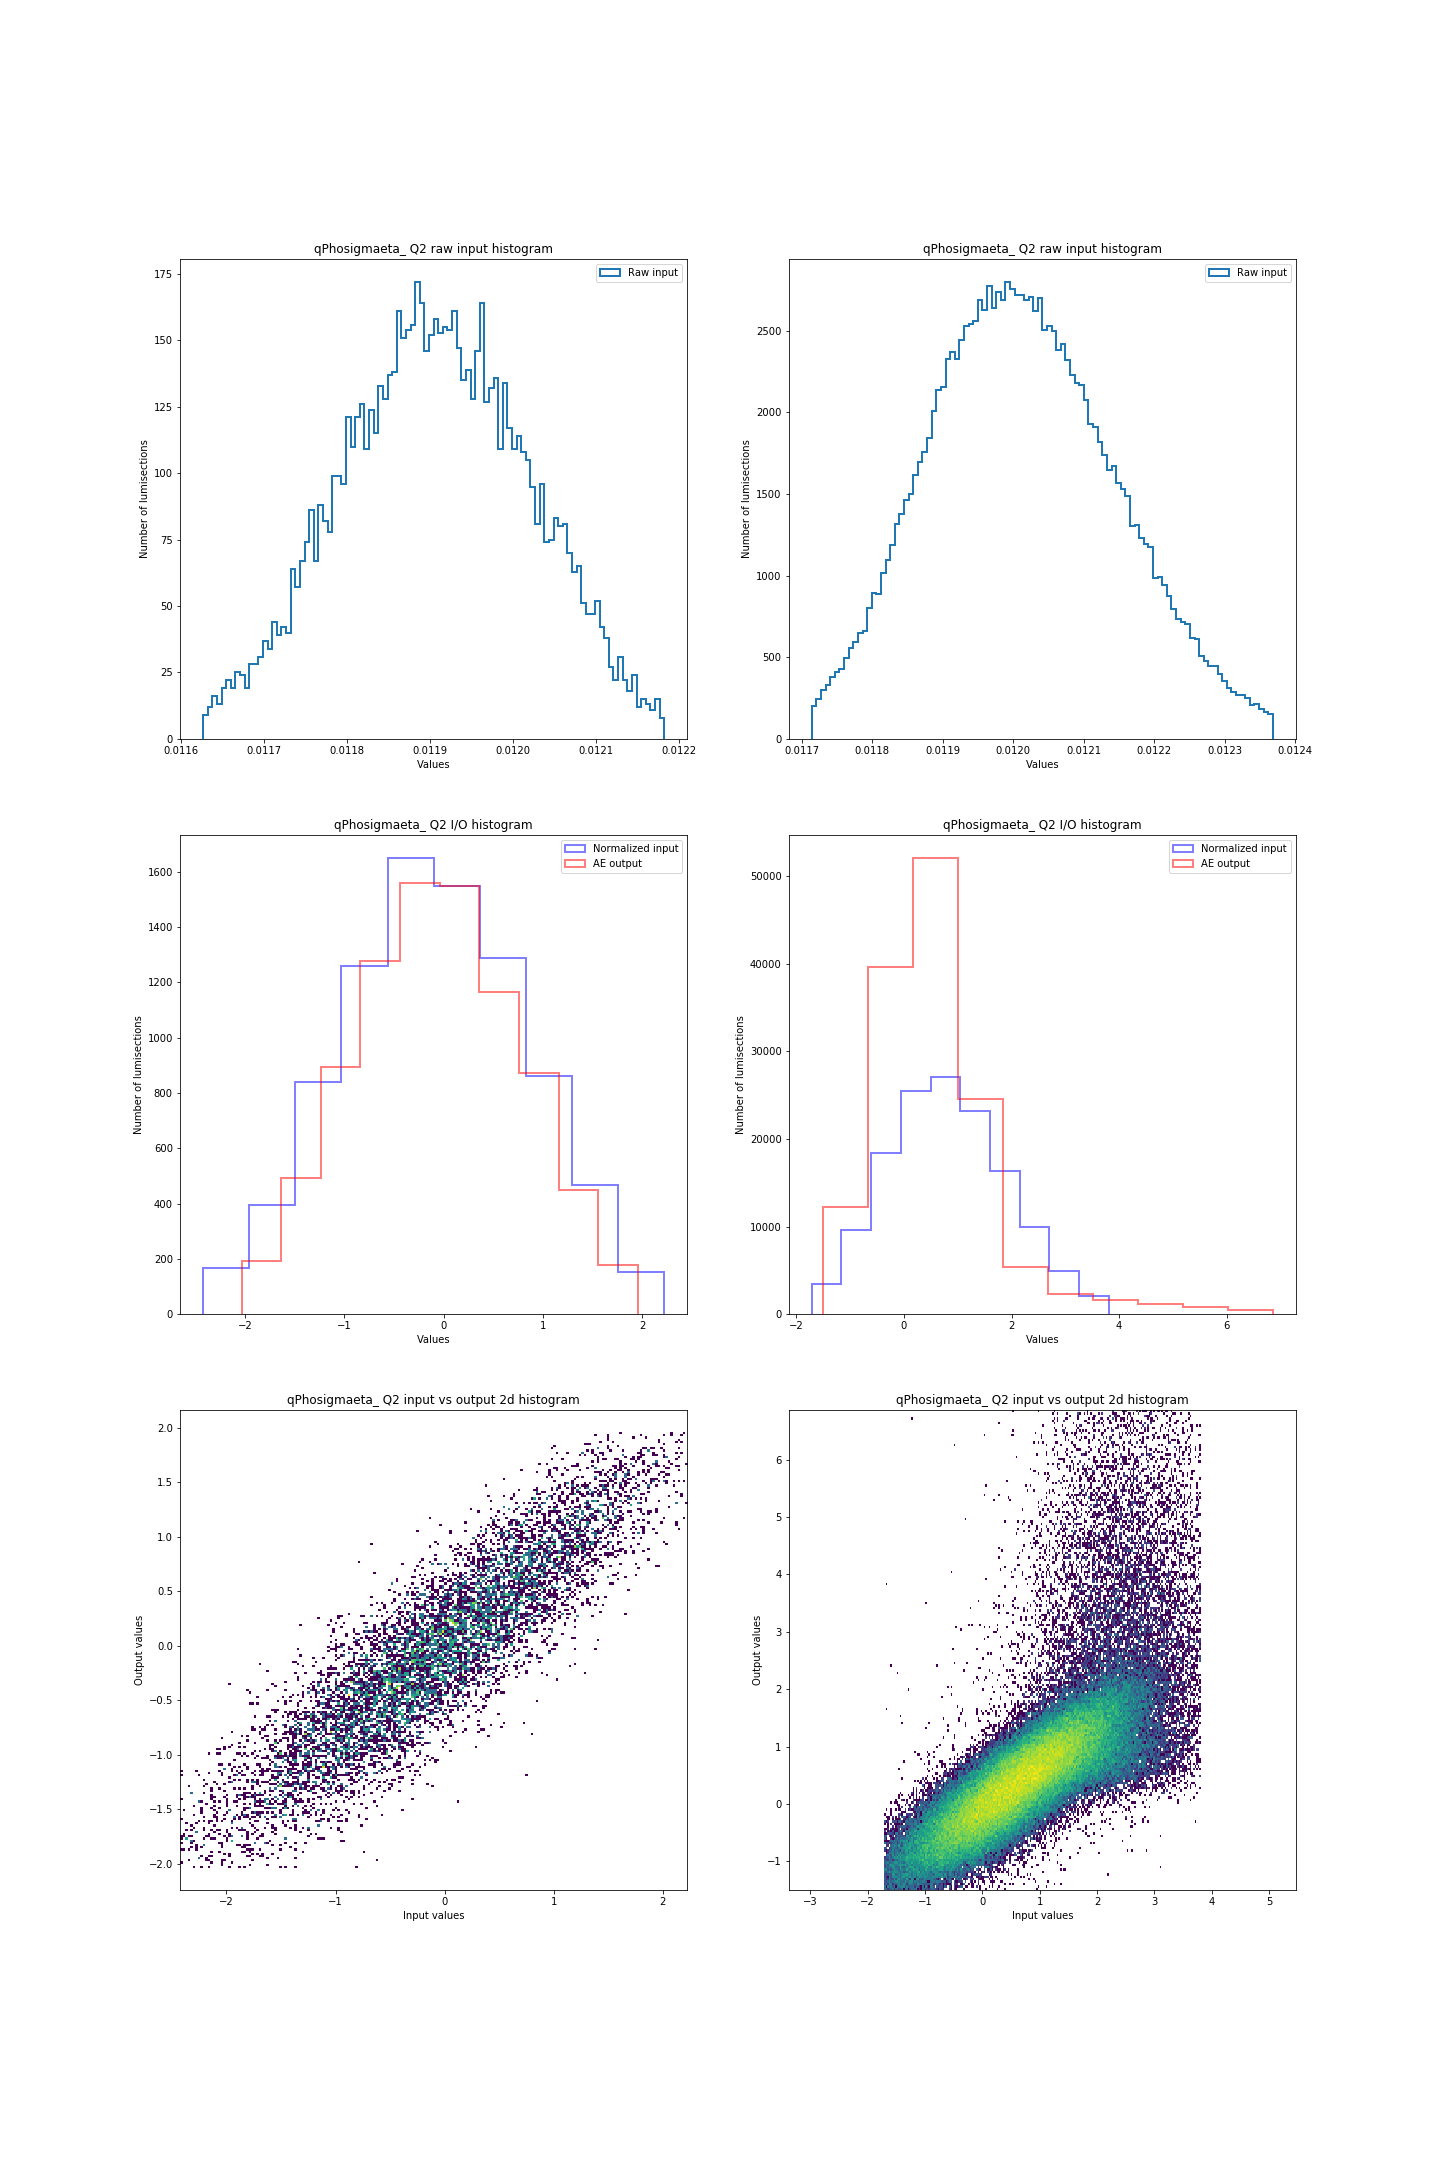 qPhosigmaeta_ Q2 raw input histogram
Raw input
Number of lumisections
175
150
125
100
75
50
25
0
0.0116 0.0117 0.0118 0.0119 0.0120 0.0121 0.0122
Values
qPhosigmaeta_ Q2 raw input histogram
Raw input
Number of lumisections
2500
2000
1500
1000
500
0
0.0117 0.0118 0.0119 0.0120 0.0121 0.0122 0.0123 0.0124
Values
qPhosigmaeta_ Q2 I/O histogram
Normalized input
AE output
Number of lumisections
1600
1400
1200
1000
800
600
400
200
0
−2 −1 0 1 2
Values
qPhosigmaeta_ Q2 I/O histogram
Normalized input
AE output
Number of lumisections
50000
40000
30000
20000
10000
0
−2 0 2 4 6
Values
qPhosigmaeta_ Q2 input vs output 2d histogram
Output values
2.0
1.5
1.0
0.5
0.0
−0.5
−1.0
−1.5
−2.0
−2 −1 0 1 2
Input values
qPhosigmaeta_ Q2 input vs output 2d histogram
Output values
6
5
4
3
2
1
0
−1
−3 −2 −1 0 1 2 3 4 5
Input values